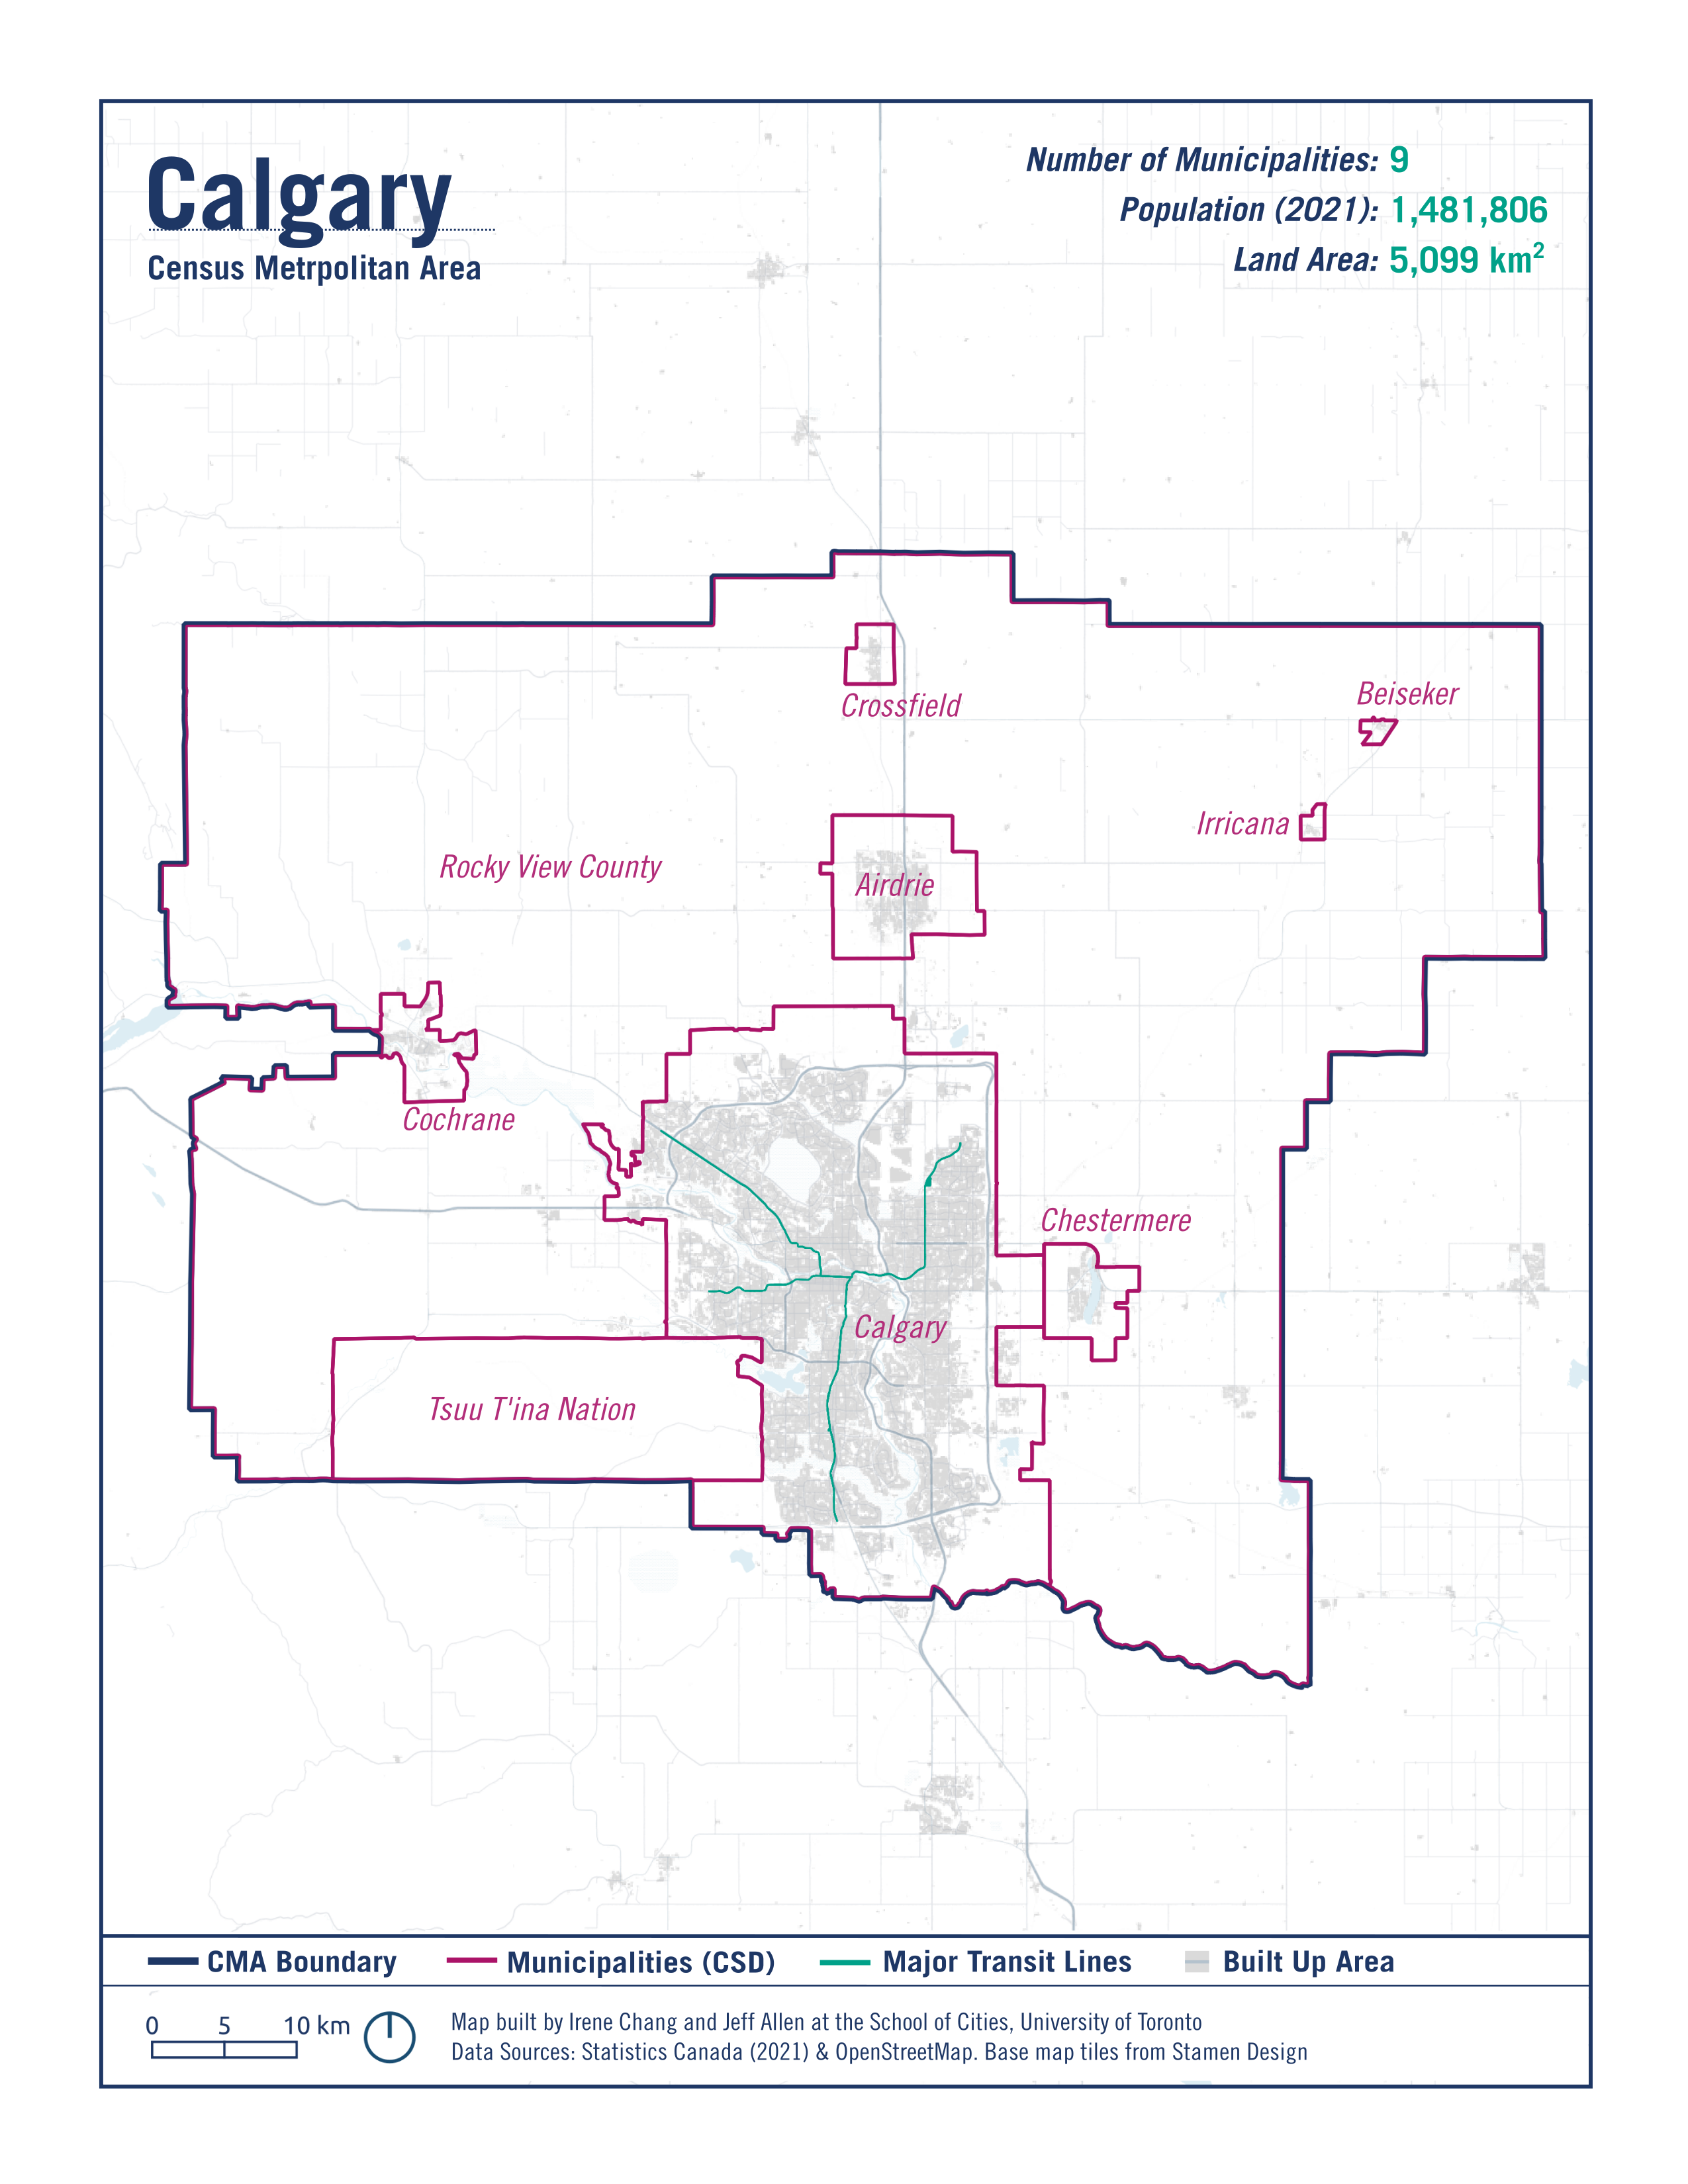 Calgary
Census Metrpolitan Area
Number of Municipalities: 9
Population (2021): 1,481,806
Land Area: 5,099 km²
Crossfield
Beiseker
Irricana
Rocky View County
Airdrie
Cochrane
Chestermere
Calgary
Tsuu T'ina Nation
CMA Boundary Municipalities (CSD) Major Transit Lines Built Up Area
0 5 10 km
Map built by Irene Chang and Jeff Allen at the School of Cities, University of Toronto
Data Sources: Statistics Canada (2021) & OpenStreetMap. Base map tiles from Stamen Design